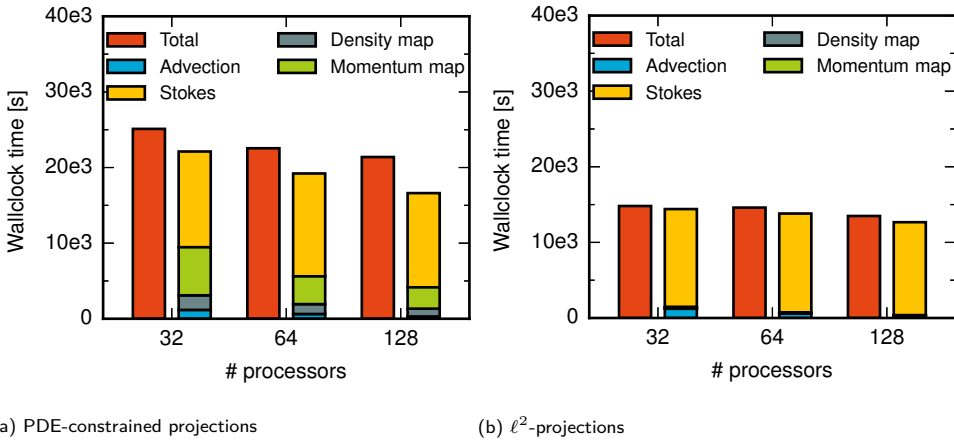 40e3
30e3
20e3
10e3
0
Wallclock time [s]
Total
Advection
Stokes
Density map
Momentum map
32
64
128
# processors
40e3
30e3
20e3
10e3
0
Wallclock time [s]
Total
Advection
Stokes
Density map
Momentum map
32
64
128
# processors
a) PDE-constrained projections
(b) ℓ²-projections